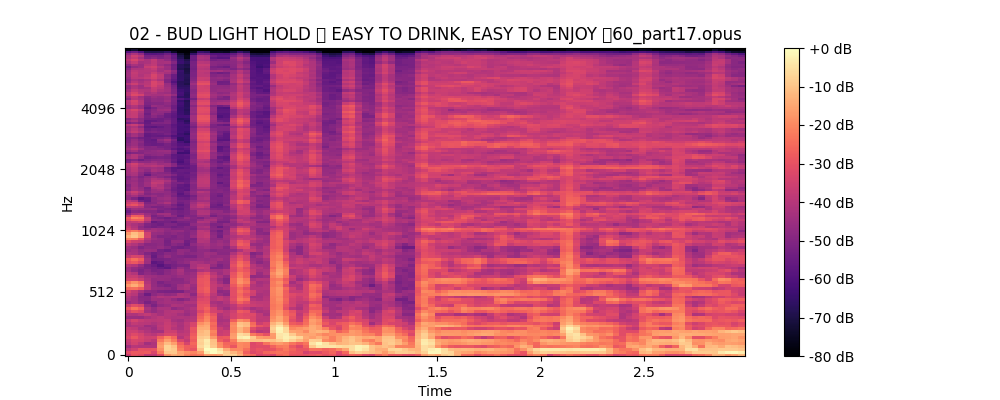 02 - BUD LIGHT HOLD ▯ EASY TO DRINK, EASY TO ENJOY ▯60_part17.opus
+0 dB
4096
-10 dB
-20 dB
2048
-30 dB
Hz
-40 dB
1024
-50 dB
512
-60 dB
-70 dB
0
-80 dB
0 0.5 1 1.5 2 2.5
Time